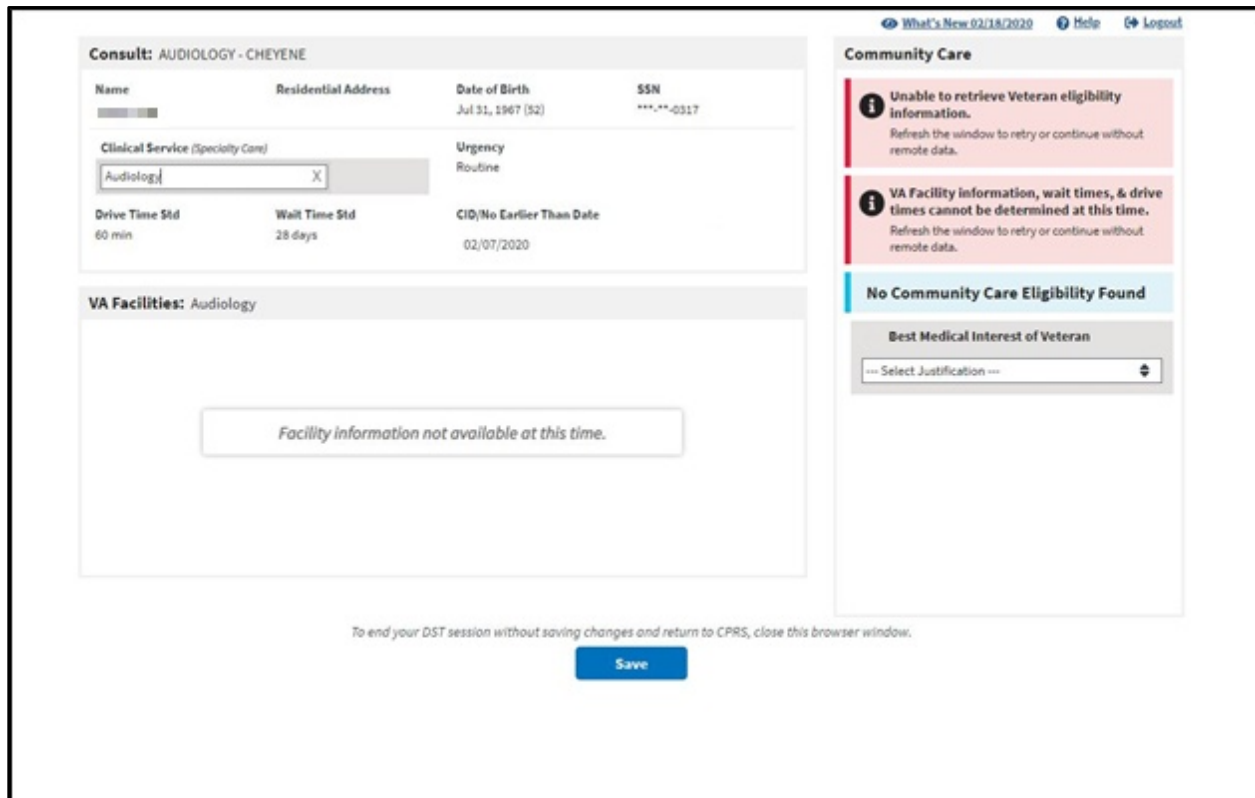 What's New 02/18/2020 Help Logout
Consult: AUDIOLOGY - CHEYENE
Name Residential Address Date of Birth SSN
Jul 31, 1967 (52) ***-**-0317
Clinical Service (Specialty Care) Urgency
Audiology X Routine
Drive Time Std Wait Time Std CID/No Earlier Than Date
60 min 28 days 02/07/2020
VA Facilities: Audiology
Facility information not available at this time.
Community Care
Unable to retrieve Veteran eligibility
information.
Refresh the window to retry or continue without
remote data.
VA Facility information, wait times, & drive
times cannot be determined at this time.
Refresh the window to retry or continue without
remote data.
No Community Care Eligibility Found
Best Medical Interest of Veteran
--- Select Justification ---
To end your DST session without saving changes and return to CPRS, close this browser window.
Save